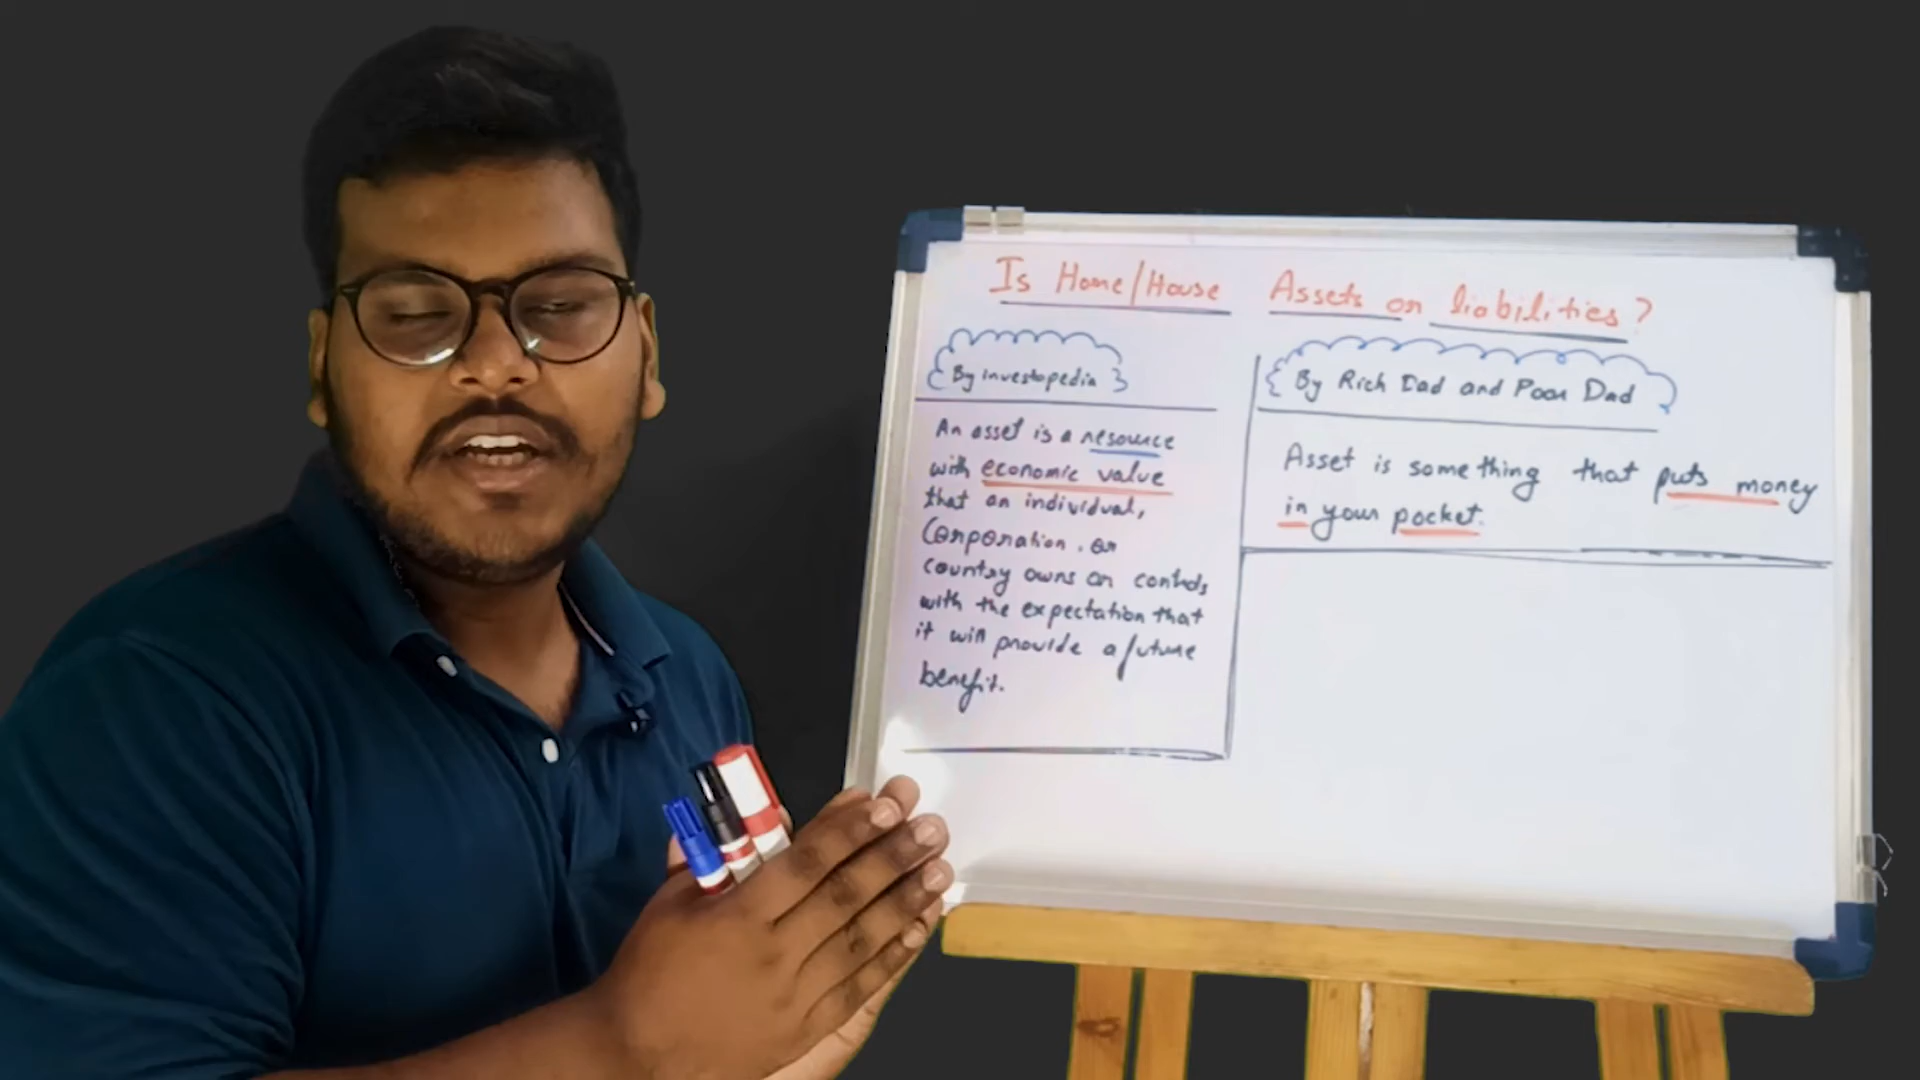 Is Home/House Assets or liabilities?
By Investopedia
An asset is a resource
with economic value
that an individual,
Corporation, or
country owns or controls
with the expectation that
it will provide a future
benefit.
By Rich Dad and Poor Dad
Asset is something that puts money
in your pocket.